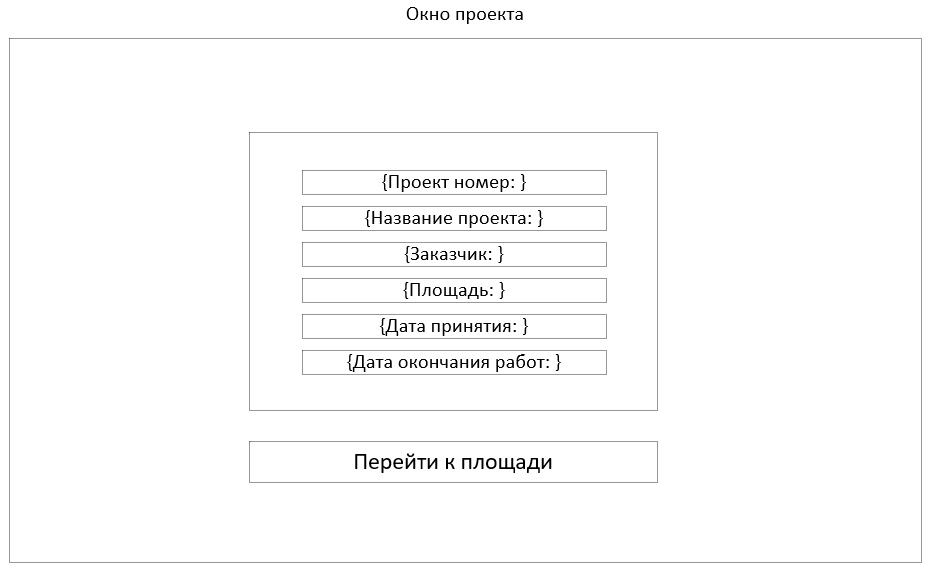 Окно проекта
{Проект номер: }
{Название проекта: }
{Заказчик: }
{Площадь: }
{Дата принятия: }
{Дата окончания работ: }
Перейти к площади